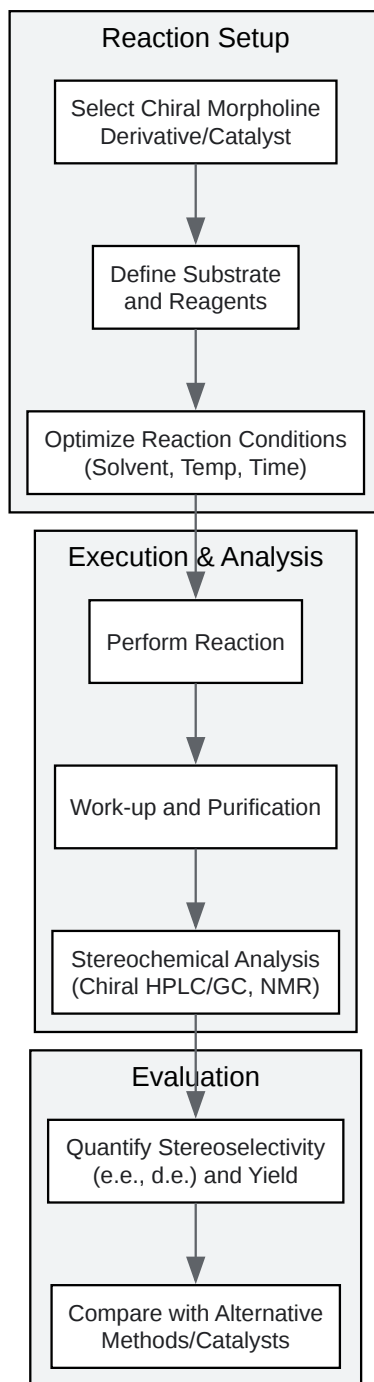 Reaction Setup
Select Chiral Morpholine
Derivative/Catalyst
Define Substrate
and Reagents
Optimize Reaction Conditions
(Solvent, Temp, Time)
Execution & Analysis
Perform Reaction
Work-up and Purification
Stereochemical Analysis
(Chiral HPLC/GC, NMR)
Evaluation
Quantify Stereoselectivity
(e.e., d.e.) and Yield
Compare with Alternative
Methods/Catalysts